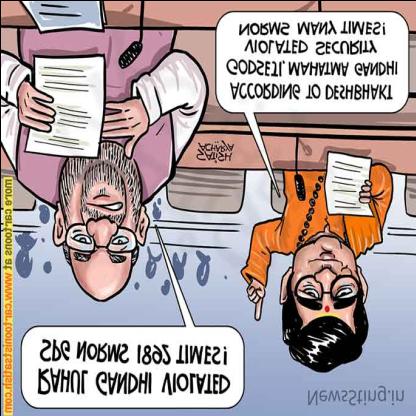 RAHUL GANDHI VIOLATED
SPG NORMS 1892 TIMES!
ACCORDING TO DESHBHAKT
GODSEJI, MAHATMA GANDHI
VIOLATED SECURITY
NORMS MANY TIMES!
SATISH
ACHARYA
more cartoons at www.cartoonistsatish.com
NewsSting.in